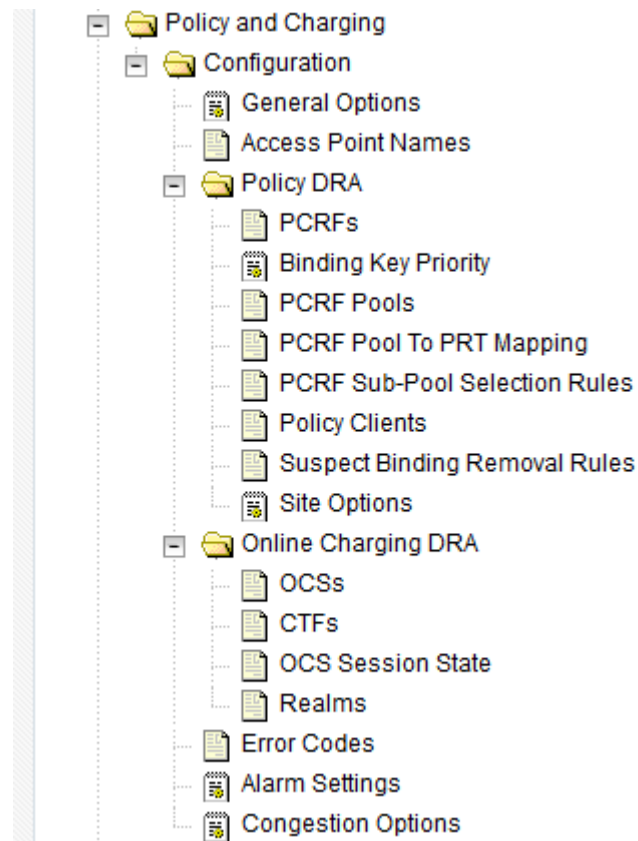 Policy and Charging
Configuration
General Options
Access Point Names
Policy DRA
PCRFs
Binding Key Priority
PCRF Pools
PCRF Pool To PRT Mapping
PCRF Sub-Pool Selection Rules
Policy Clients
Suspect Binding Removal Rules
Site Options
Online Charging DRA
OCSs
CTFs
OCS Session State
Realms
Error Codes
Alarm Settings
Congestion Options